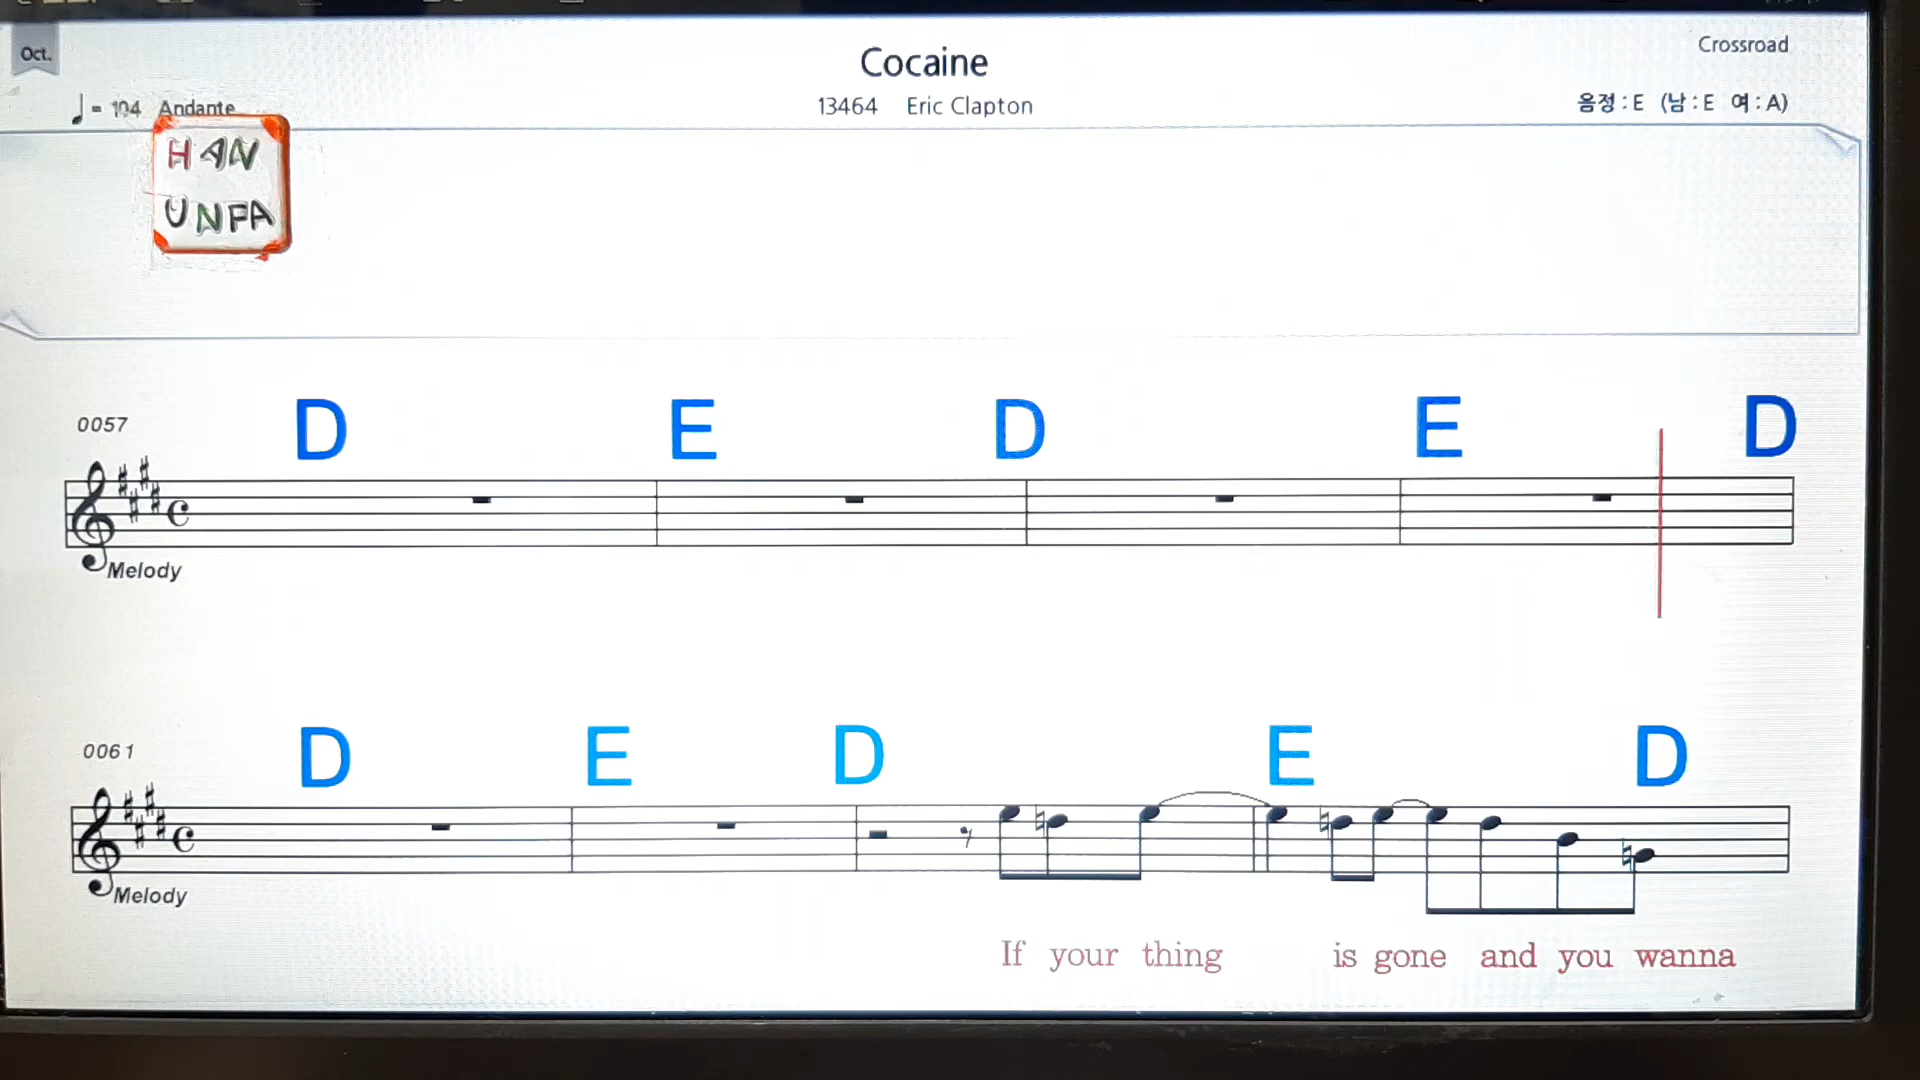 Oct.
Cocaine
Crossroad
♩ = 104 Andante
13464 Eric Clapton
음정 : E (남 : E 여 : A)
HAN
UNFA
D E D E D
0057
Melody
D E D E D
0061
Melody
If your thing is gone and you wanna